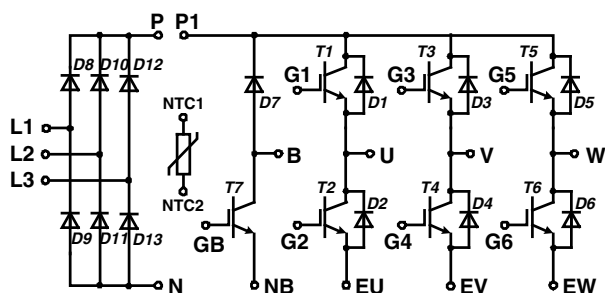 P P1
D8 D10 D12
D7
T1 T3 T5
G1 G3 G5
D1 D3 D5
NTC1
L1
L2
L3
B U V W
NTC2
T7 T2 T4 T6
D2 D4 D6
D9 D11 D13
GB G2 G4 G6
N NB EU EV EW